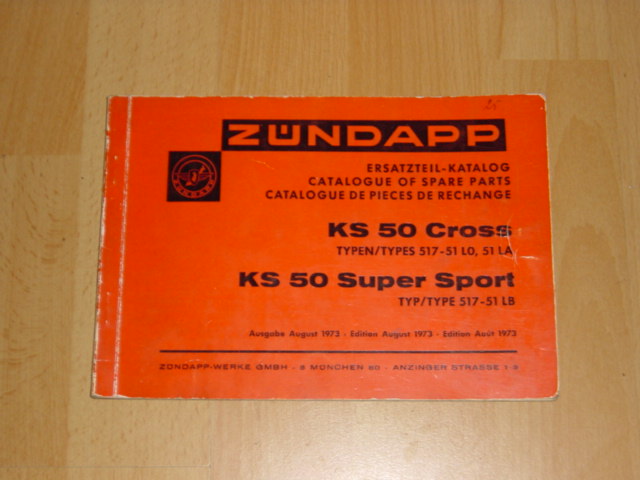 25
ZÜNDAPP
ERSATZTEIL-KATALOG
CATALOGUE OF SPARE PARTS
CATALOGUE DE PIECES DE RECHANGE
KS 50 Cross
TYPEN/TYPES 517-51 L0, 51 LA
KS 50 Super Sport
TYP/TYPE 517-51 LB
Ausgabe August 1973 - Edition August 1973 - Edition Août 1973
ZÜNDAPP-WERKE GMBH - 8 MÜNCHEN 80 - ANZINGER STRASSE 1-3